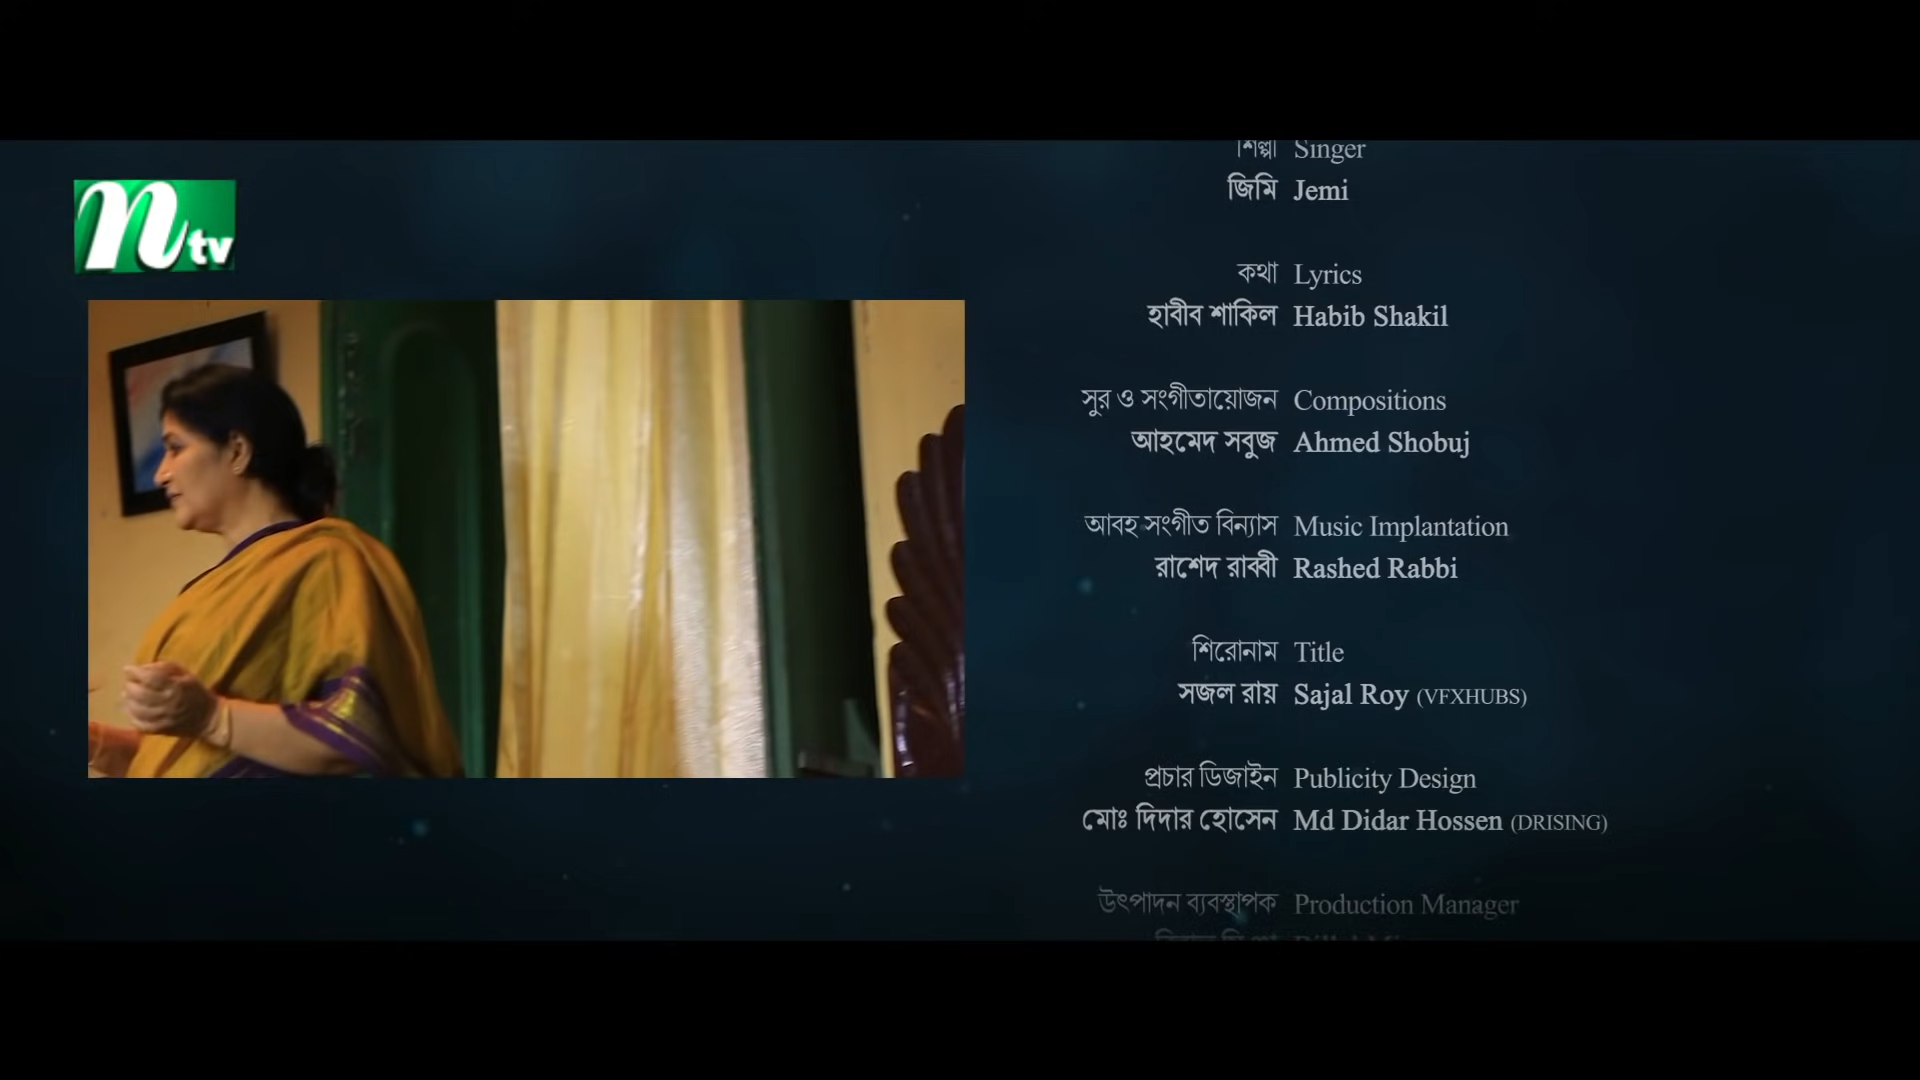 ntv
শিল্পী Singer
জিমি Jemi
কথা Lyrics
হাবীব শাকিল Habib Shakil
সুর ও সংগীতায়োজন Compositions
আহমেদ সবুজ Ahmed Shobuj
আবহ সংগীত বিন্যাস Music Implantation
রাশেদ রাব্বী Rashed Rabbi
শিরোনাম Title
সজল রায় Sajal Roy (VFXHUBS)
প্রচার ডিজাইন Publicity Design
মোঃ দিদার হোসেন Md Didar Hossen (DRISING)
উৎপাদন ব্যবস্থাপক Production Manager